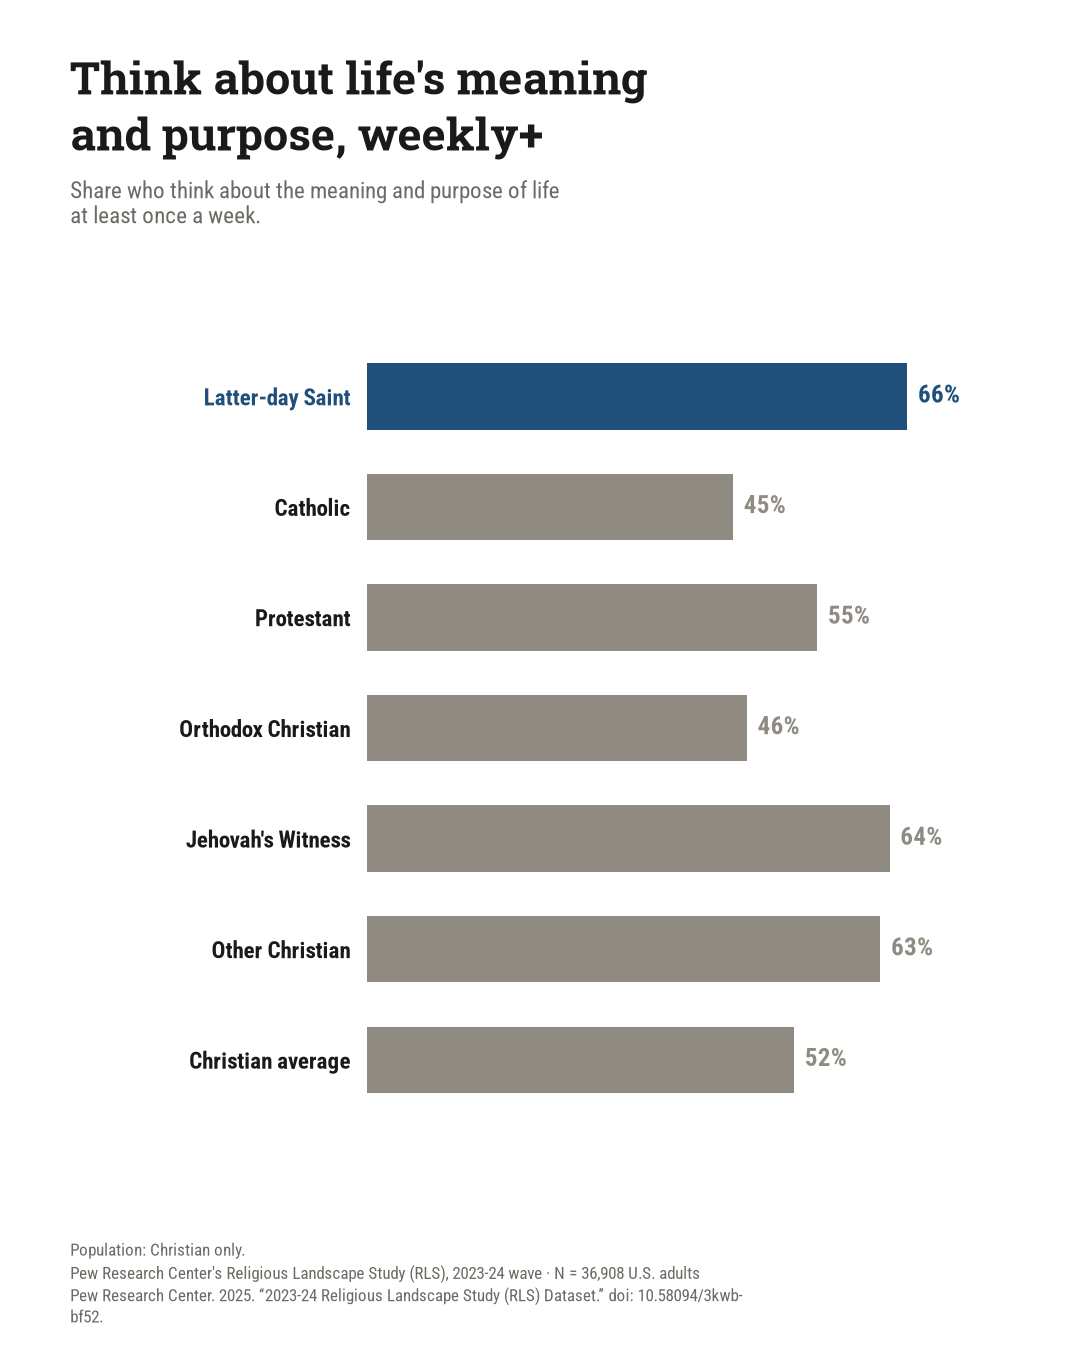 Think about life's meaning
and purpose, weekly+
Share who think about the meaning and purpose of life
at least once a week.
Latter-day Saint 66%
Catholic 45%
Protestant 55%
Orthodox Christian 46%
Jehovah's Witness 64%
Other Christian 63%
Christian average 52%
Population: Christian only.
Pew Research Center's Religious Landscape Study (RLS), 2023-24 wave · N = 36,908 U.S. adults
Pew Research Center. 2025. “2023-24 Religious Landscape Study (RLS) Dataset.” doi: 10.58094/3kwb-
bf52.